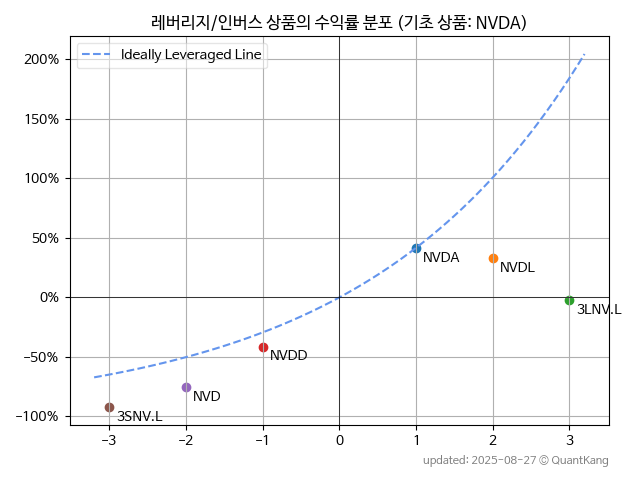 레버리지/인버스 상품의 수익률 분포 (기초 상품: NVDA)
Ideally Leveraged Line
200%
150%
100%
50%
0%
−50%
−100%
NVDA
NVDL
3LNV.L
NVDD
NVD
3SNV.L
−3 −2 −1 0 1 2 3
updated: 2025-08-27 © QuantKang